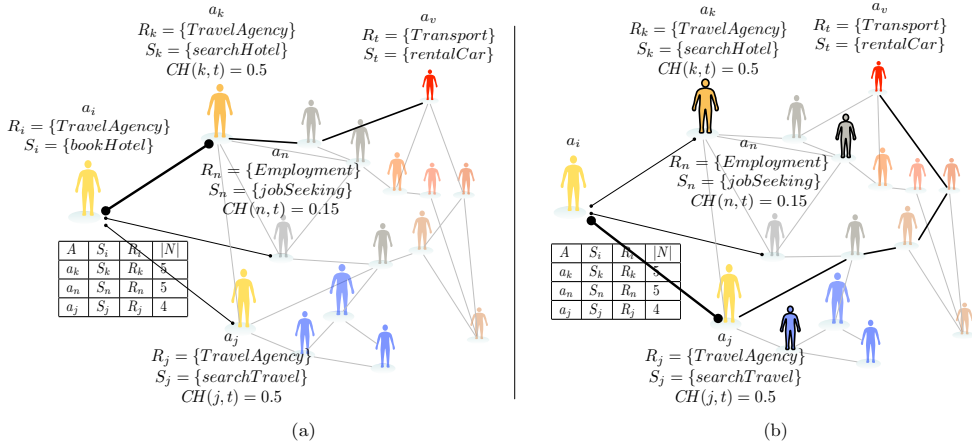 a_k
R_k = {TravelAgency}
S_k = {searchHotel}
CH(k, t) = 0.5
a_v
R_t = {Transport}
S_t = {rentalCar}
a_i
R_i = {TravelAgency}
S_i = {bookHotel}
a_n
R_n = {Employment}
S_n = {jobSeeking}
CH(n, t) = 0.15
A S_i R_i |N|
a_k S_k R_k 5
a_n S_n R_n 5
a_j S_j R_j 4
a_j
R_j = {TravelAgency}
S_j = {searchTravel}
CH(j, t) = 0.5
(a)
a_k
R_k = {TravelAgency}
S_k = {searchHotel}
CH(k, t) = 0.5
a_v
R_t = {Transport}
S_t = {rentalCar}
a_i
a_n
R_n = {Employment}
S_n = {jobSeeking}
CH(n, t) = 0.15
A S_i R_i |N|
a_k S_k R_k 5
a_n S_n R_n 5
a_j S_j R_j 4
a_j
R_j = {TravelAgency}
S_j = {searchTravel}
CH(j, t) = 0.5
(b)